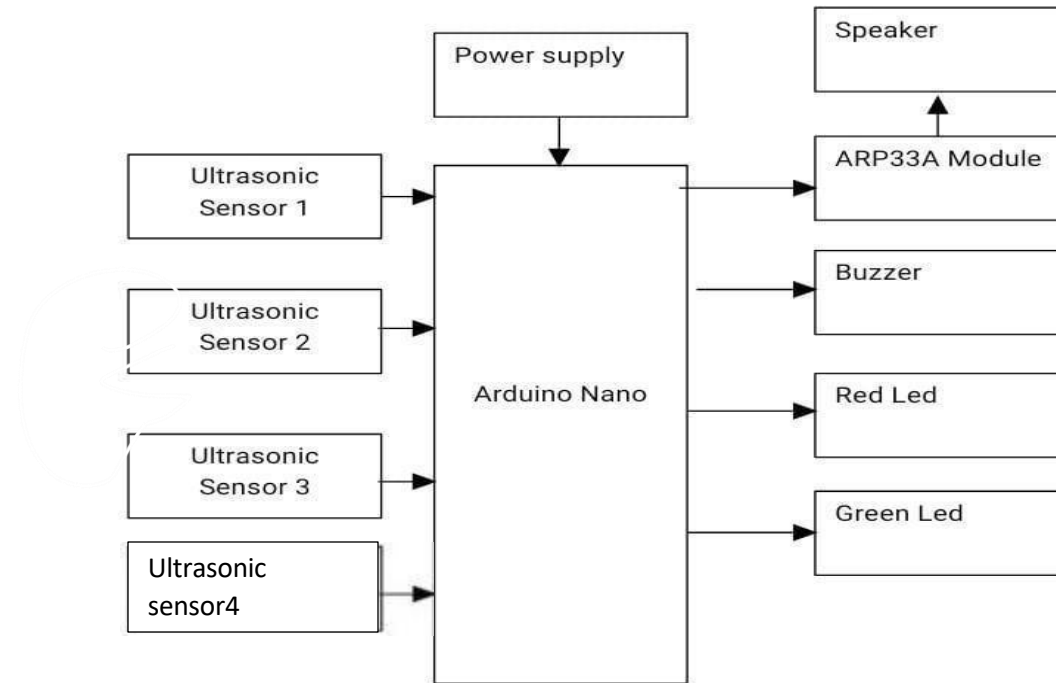 Power supply
Speaker
ARP33A Module
Ultrasonic
Sensor 1
Buzzer
Ultrasonic
Sensor 2
Arduino Nano
Red Led
Ultrasonic
Sensor 3
Green Led
Ultrasonic
sensor4